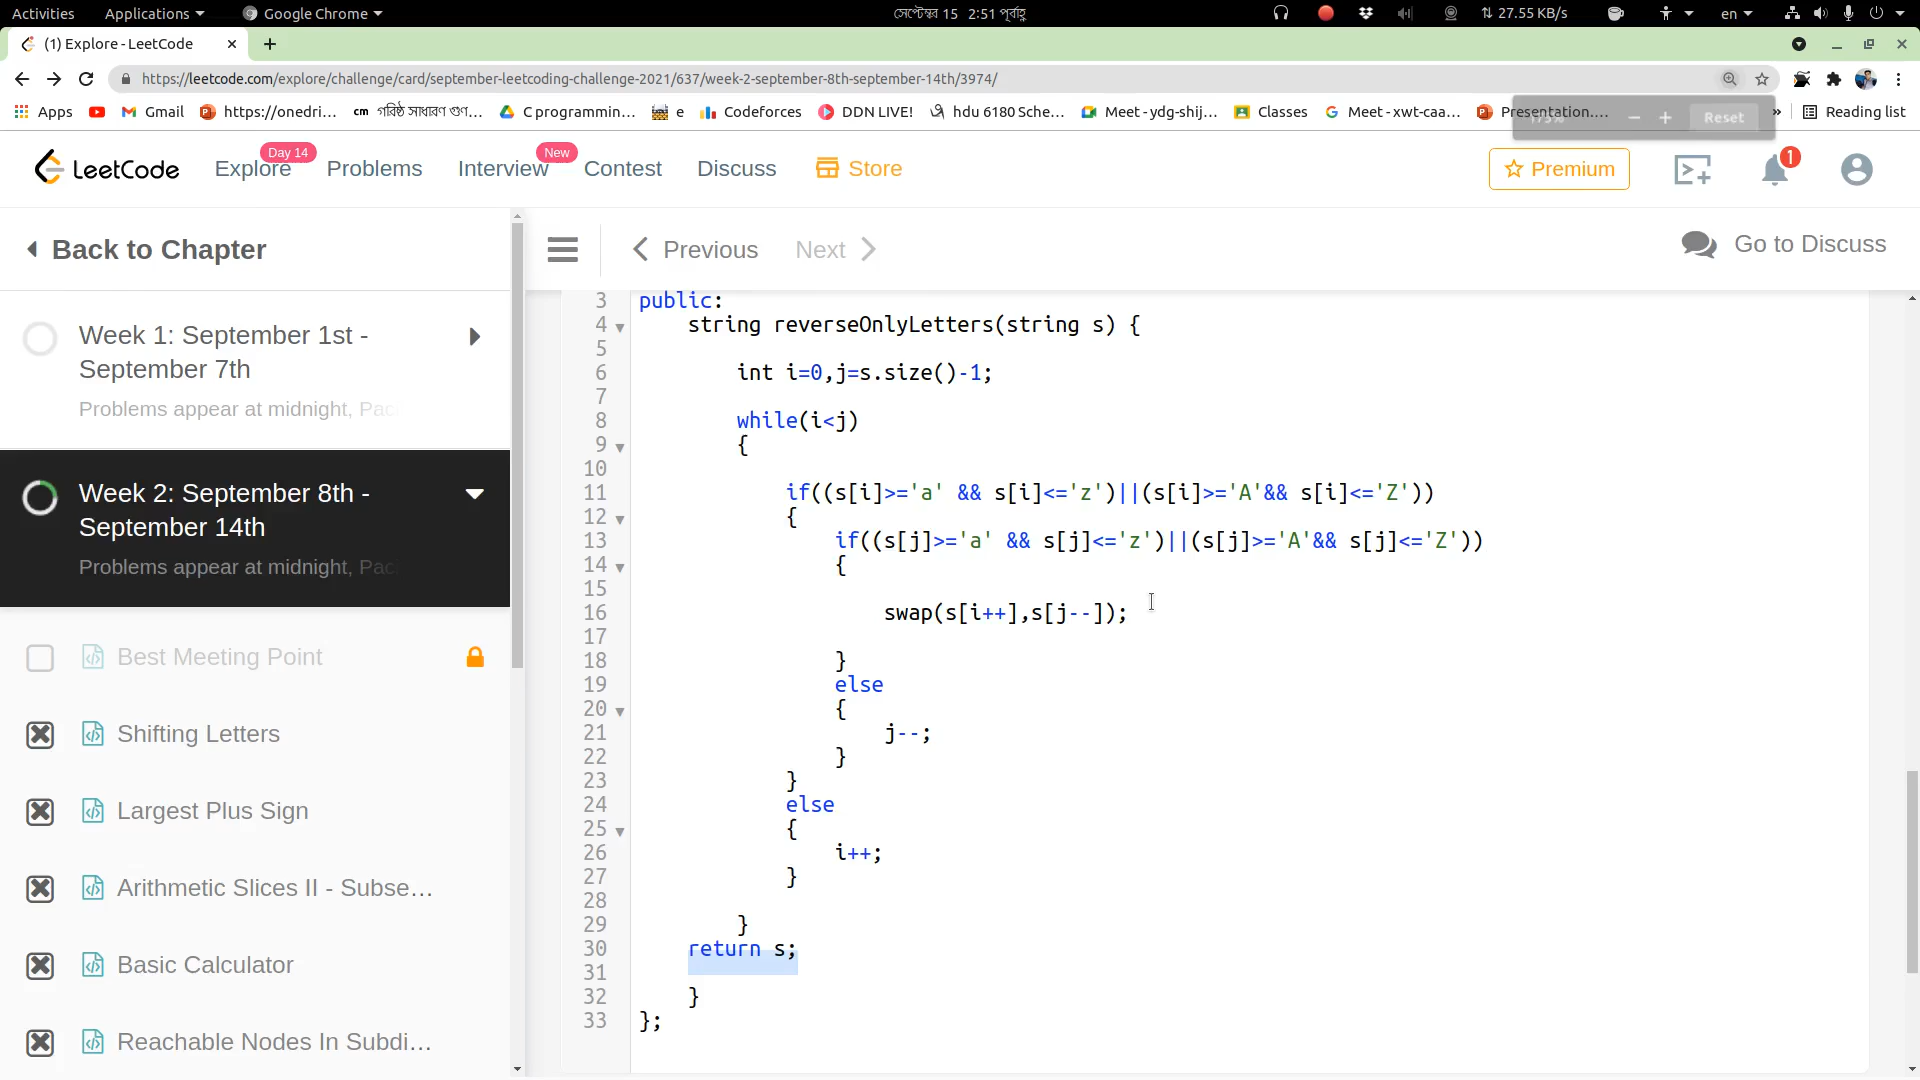 Activities Applications Google Chrome সেপ্টেম্বর 15 2:51 পূর্বাহ্ণ 27.55 KB/s en
(1) Explore - LeetCode
https://leetcode.com/explore/challenge/card/september-leetcoding-challenge-2021/637/week-2-september-8th-september-14th/3974/
Apps Gmail https://onedri... গরিষ্ঠ সাধারণ গুণ... C programmin... e Codeforces DDN LIVE! hdu 6180 Sche... Meet - ydg-shij... Classes Meet - xwt-caa... Presentation.... » Reading list
Reset
LeetCode Explore Day 14 Problems Interview New Contest Discuss Store Premium 1
Back to Chapter Previous Next Go to Discuss
Week 1: September 1st -
September 7th
Problems appear at midnight, Pac
Week 2: September 8th -
September 14th
Problems appear at midnight, Pac
Best Meeting Point
Shifting Letters
Largest Plus Sign
Arithmetic Slices II - Subse...
Basic Calculator
Reachable Nodes In Subdi...
3 public:
4 string reverseOnlyLetters(string s) {
5
6 int i=0,j=s.size()-1;
7
8 while(i<j)
9 {
10
11 if((s[i]>='a' && s[i]<='z')||(s[i]>='A'&& s[i]<='Z'))
12 {
13 if((s[j]>='a' && s[j]<='z')||(s[j]>='A'&& s[j]<='Z'))
14 {
15
16 swap(s[i++],s[j--]);
17
18 }
19 else
20 {
21 j--;
22 }
23 }
24 else
25 {
26 i++;
27 }
28
29 }
30 return s;
31
32 }
33 };